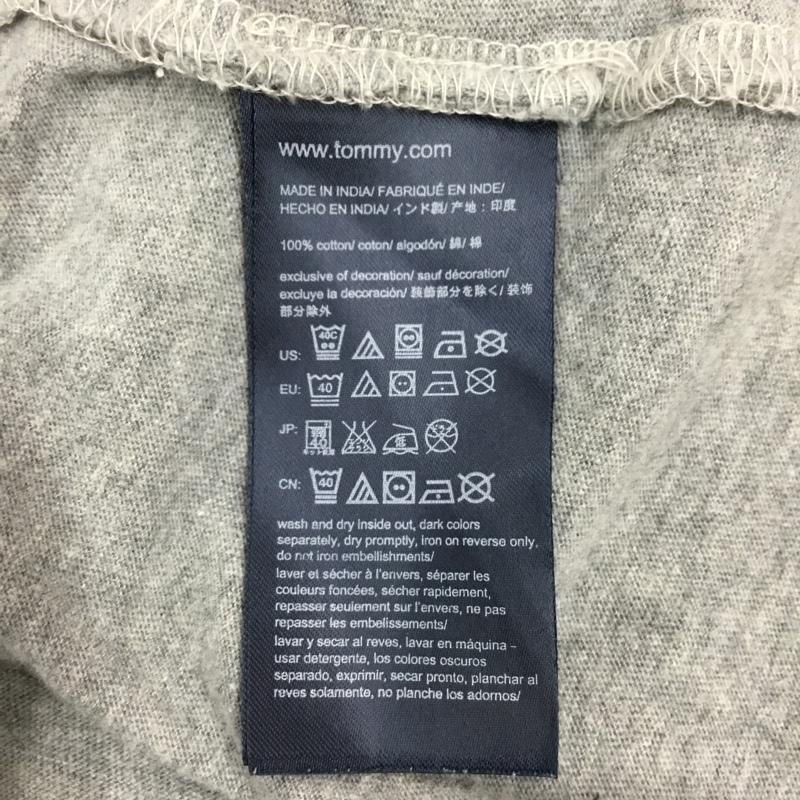 www.tommy.com
MADE IN INDIA/ FABRIQUÉ EN INDE/
HECHO EN INDIA/ インド製/ 产地：印度
100% cotton/ coton/ algodón/ 綿/ 棉
exclusive of decoration/ sauf décoration/
excluye la decoración/ 装飾部分を除く/ 装饰
部分除外
US: 40C
EU: 40
JP: 40
ネット使用
CN: 40
wash and dry inside out, dark colors
separately, dry promptly, iron on reverse only,
do not iron embellishments/
laver et sécher à l'envers, séparer les
couleurs foncées, sécher rapidement,
repasser seulement sur l'envers, ne pas
repasser les embellissements/
lavar y secar al reves, lavar en máquina –
usar detergente, los colores oscuros
separado, exprimir, secar pronto, planchar al
reves solamente, no planche los adornos/